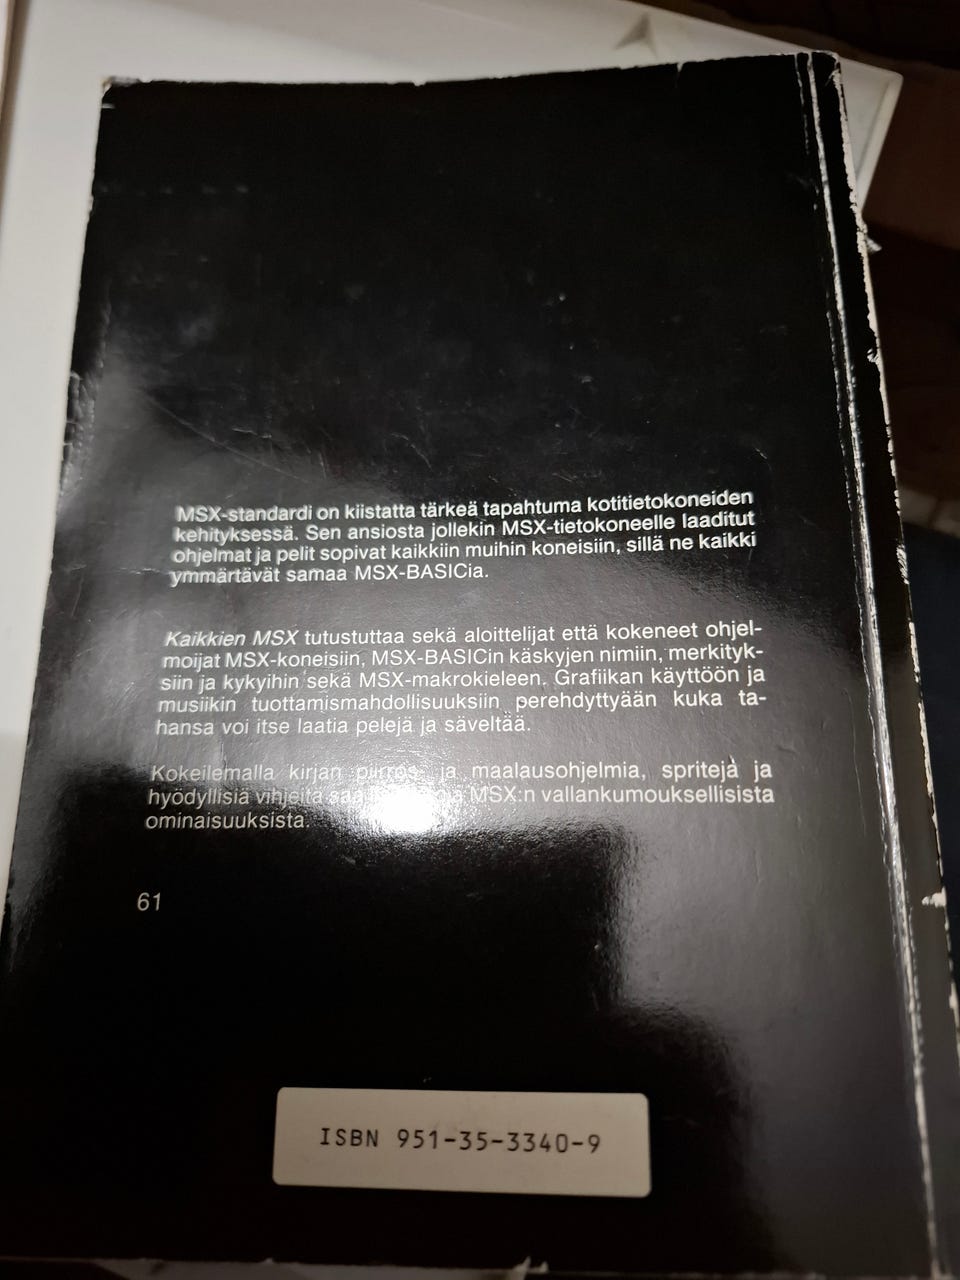 MSX-standardi on kiistatta tärkeä tapahtuma kotitietokoneiden
kehityksessä. Sen ansiosta jollekin MSX-tietokoneelle laaditut
ohjelmat ja pelit sopivat kaikkiin muihin koneisiin, sillä ne kaikki
ymmärtävät samaa MSX-BASICia.
Kaikkien MSX tutustuttaa sekä aloittelijat että kokeneet ohjel-
moijat MSX-koneisiin, MSX-BASICin käskyjen nimiin, merkityk-
siin ja kykyihin sekä MSX-makrokieleen. Grafiikan käyttöön ja
musiikin tuottamismahdollisuuksiin perehdyttyään kuka ta-
hansa voi itse laatia pelejä ja säveltää.
Kokeilemalla kirjan piirros- ja maalausohjelmia, spritejä ja
hyödyllisiä vihjeitä saa MSX:n vallankumouksellisista
ominaisuuksista.
61
ISBN 951-35-3340-9